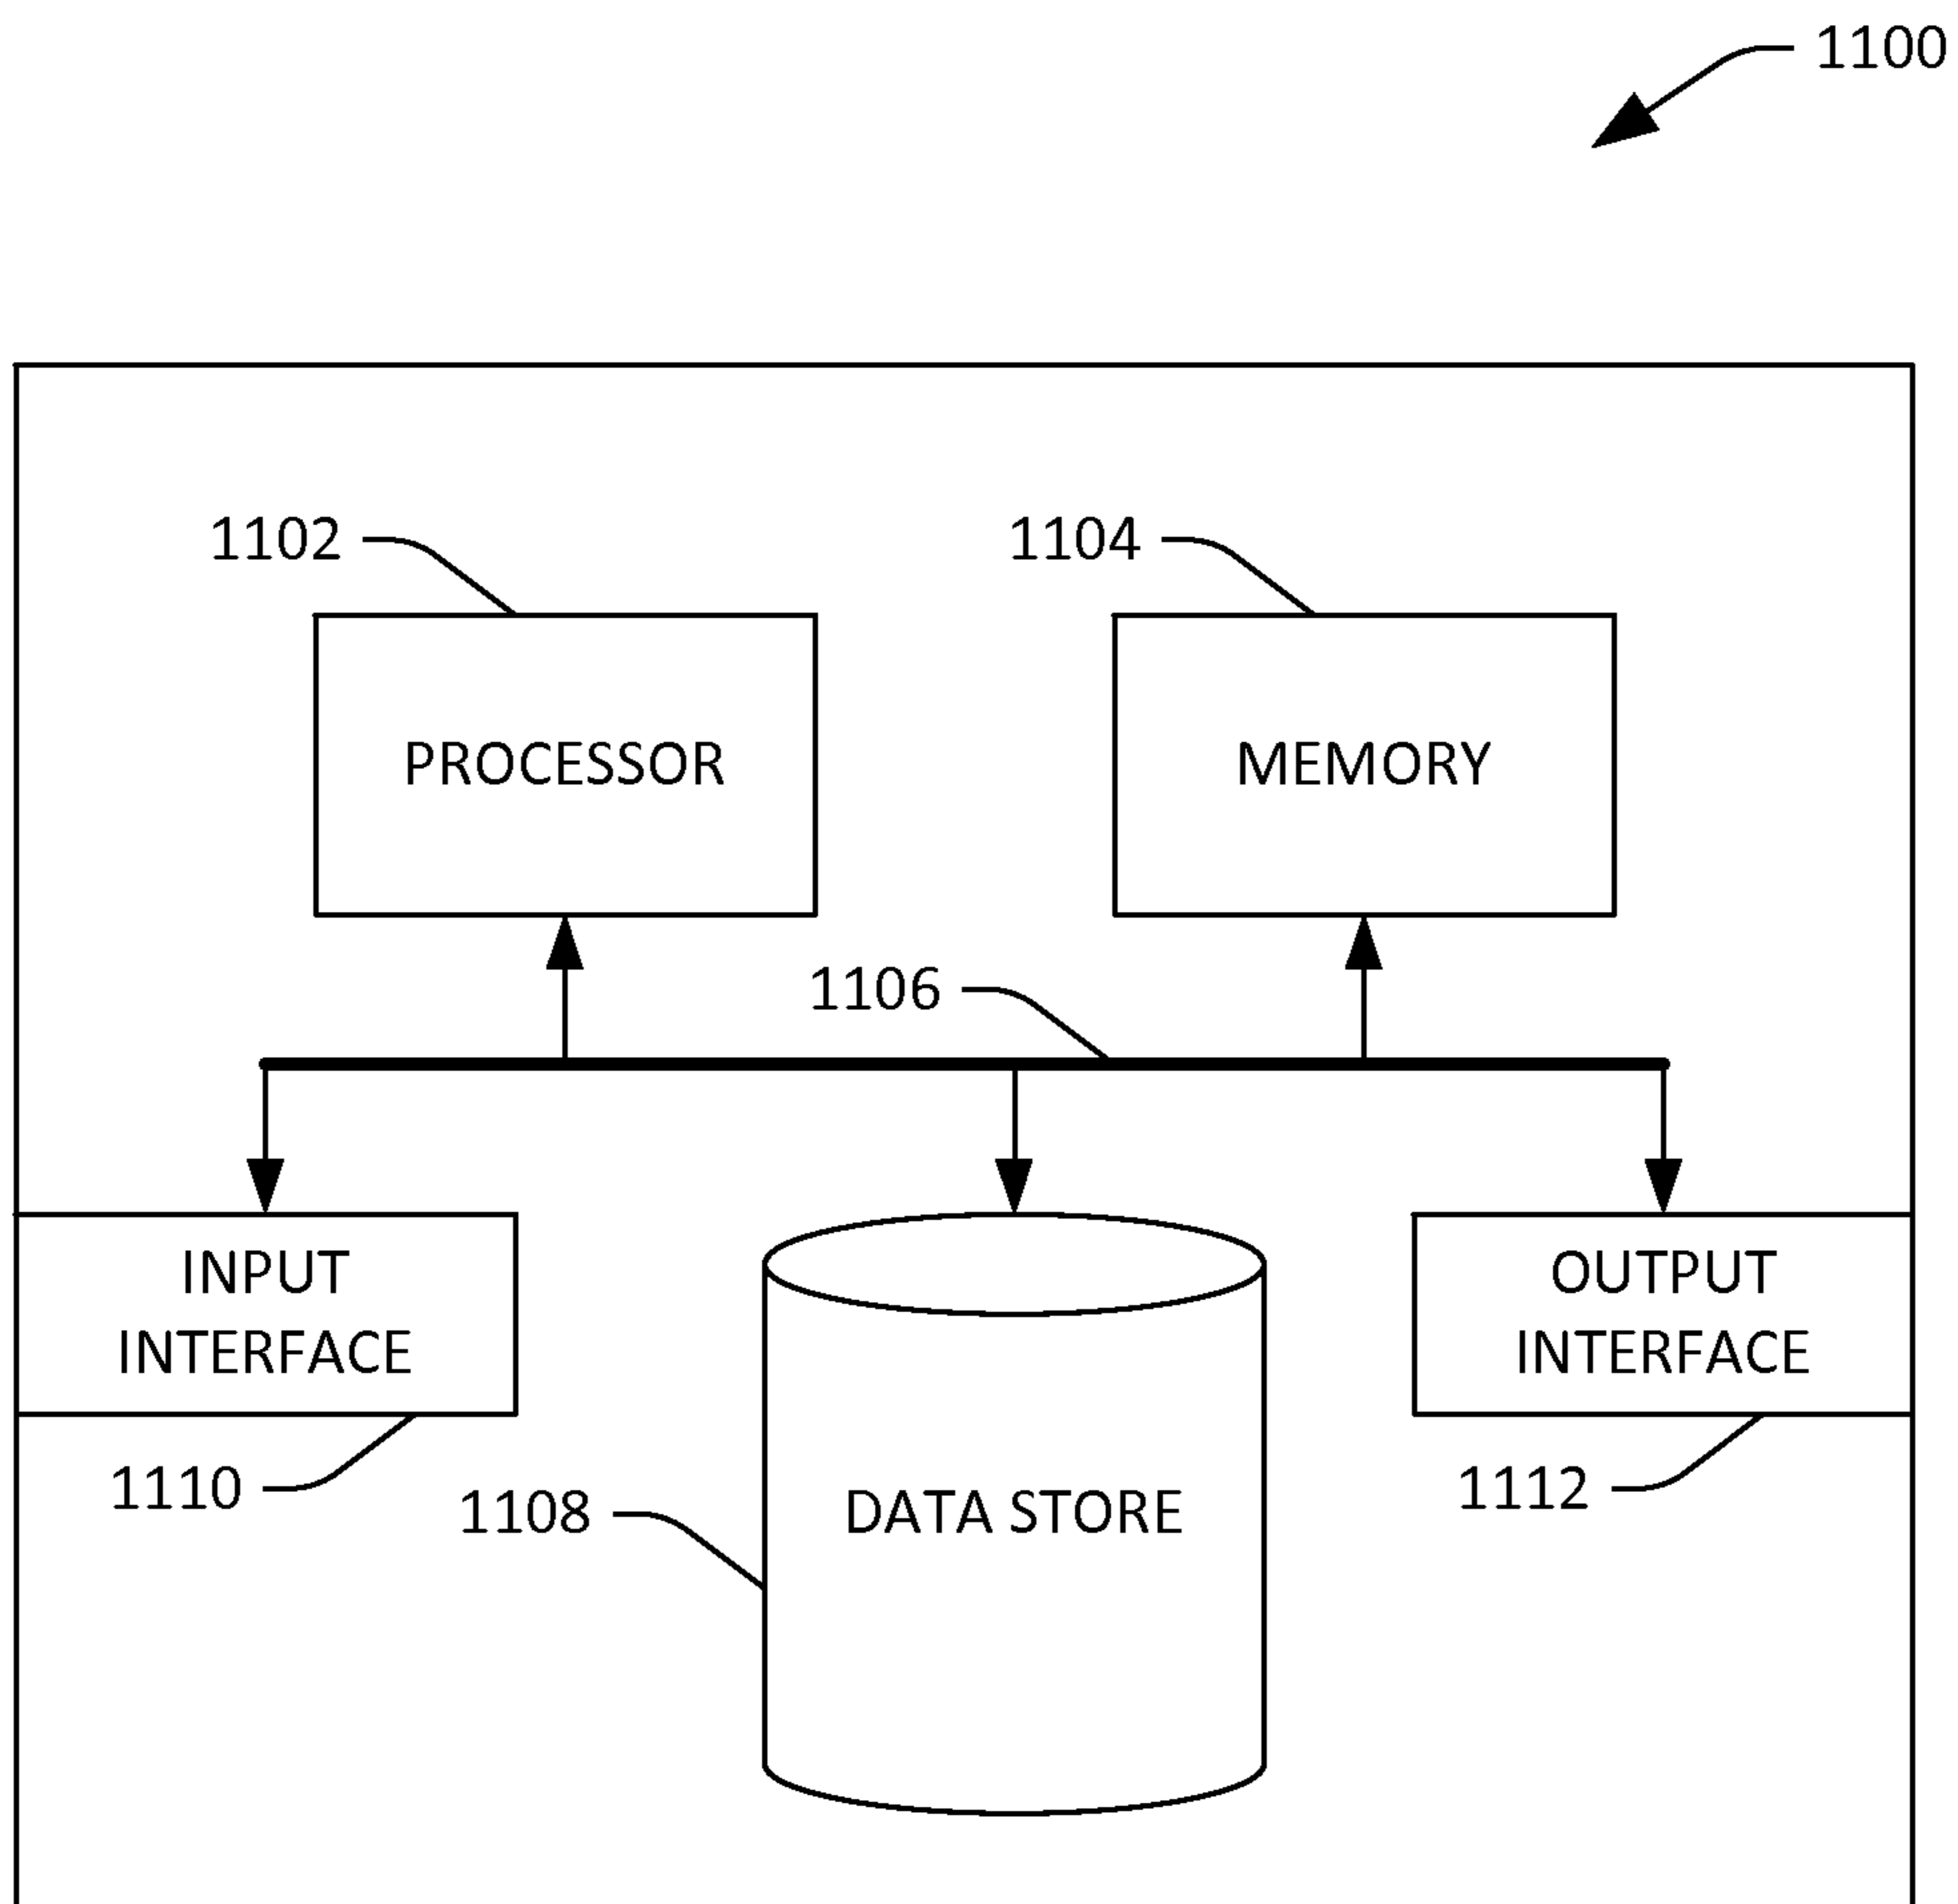 1100
1102
1104
PROCESSOR
MEMORY
1106
INPUT
INTERFACE
OUTPUT
INTERFACE
1110
1108
DATA STORE
1112